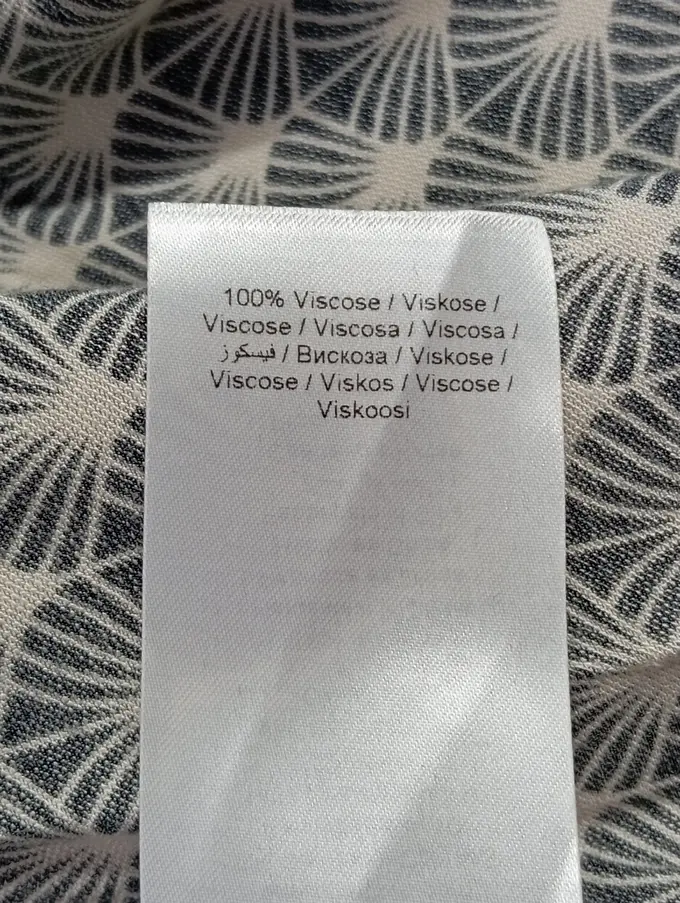 100% Viscose / Viskose /
Viscose / Viscosa / Viscosa /
فيسكوز / Вискоза / Viskose /
Viscose / Viskos / Viscose /
Viskoosi